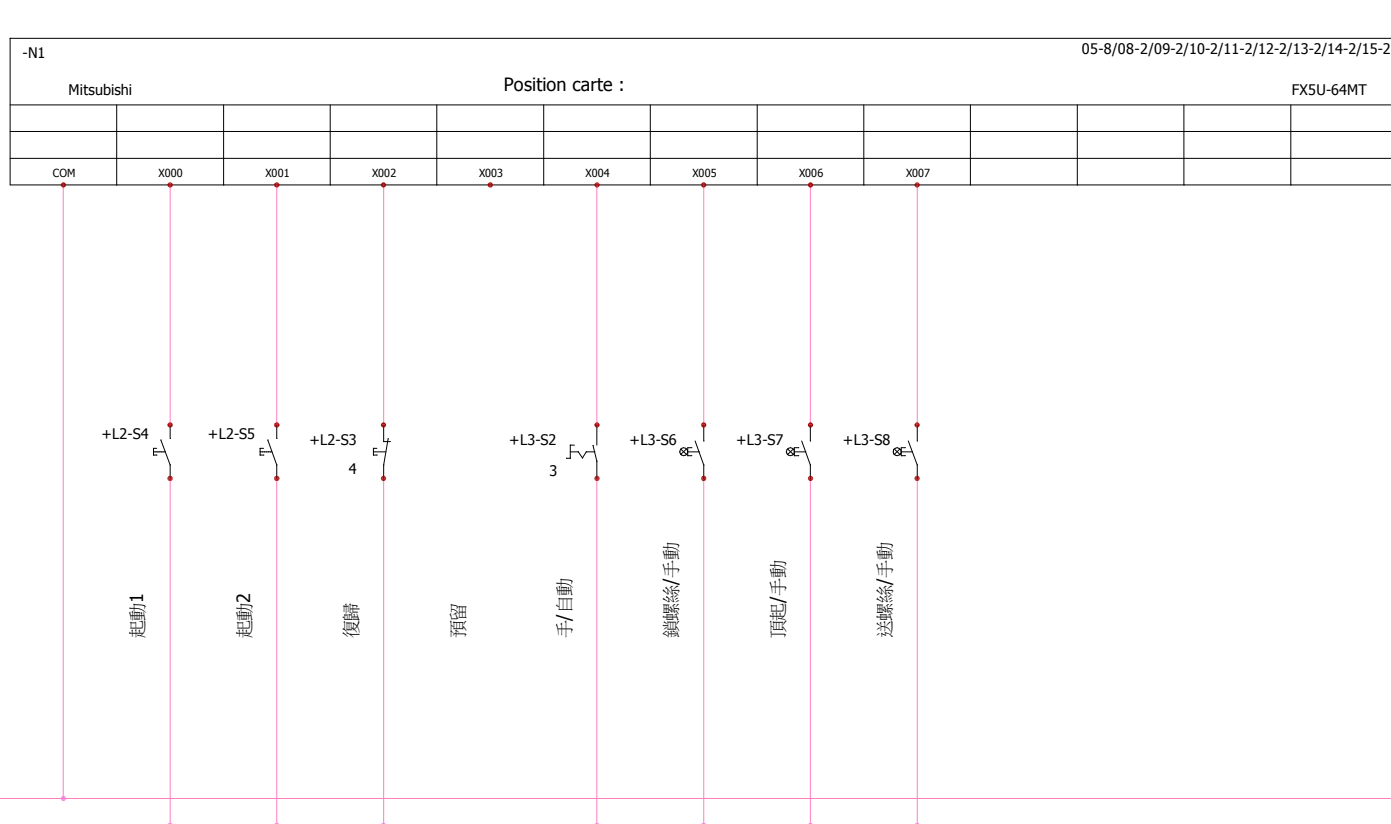 -N1
05-8/08-2/09-2/10-2/11-2/12-2/13-2/14-2/15-2
Mitsubishi
Position carte :
FX5U-64MT
COM X000 X001 X002 X003 X004 X005 X006 X007
+L2-S4
+L2-S5
+L2-S3
4
+L3-S2
3
+L3-S6
+L3-S7
+L3-S8
起動1
起動2
復歸
預留
手/自動
鎖螺絲/手動
頂起/手動
送螺絲/手動